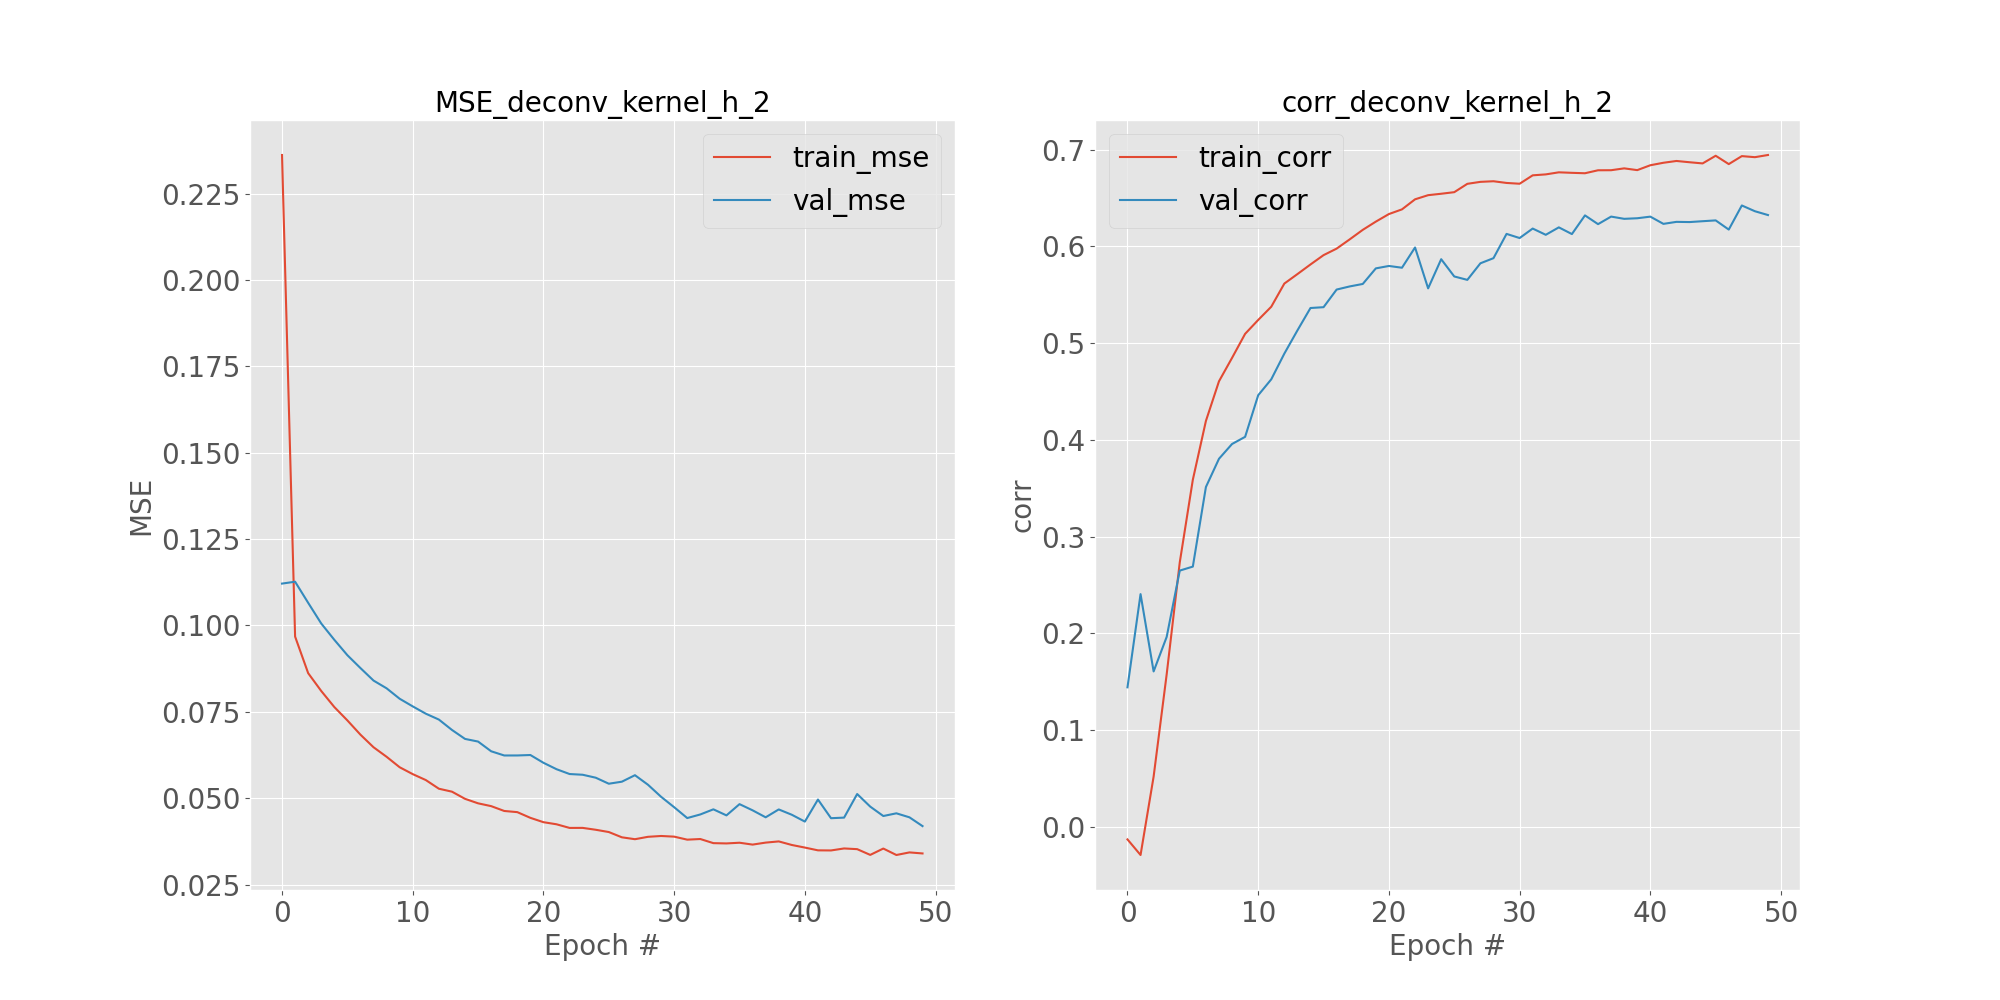 MSE_deconv_kernel_h_2
train_mse
val_mse
0.225
0.200
0.175
0.150
0.125
0.100
0.075
0.050
0.025
MSE
0 10 20 30 40 50
Epoch #
corr_deconv_kernel_h_2
train_corr
val_corr
0.7
0.6
0.5
0.4
0.3
0.2
0.1
0.0
corr
0 10 20 30 40 50
Epoch #